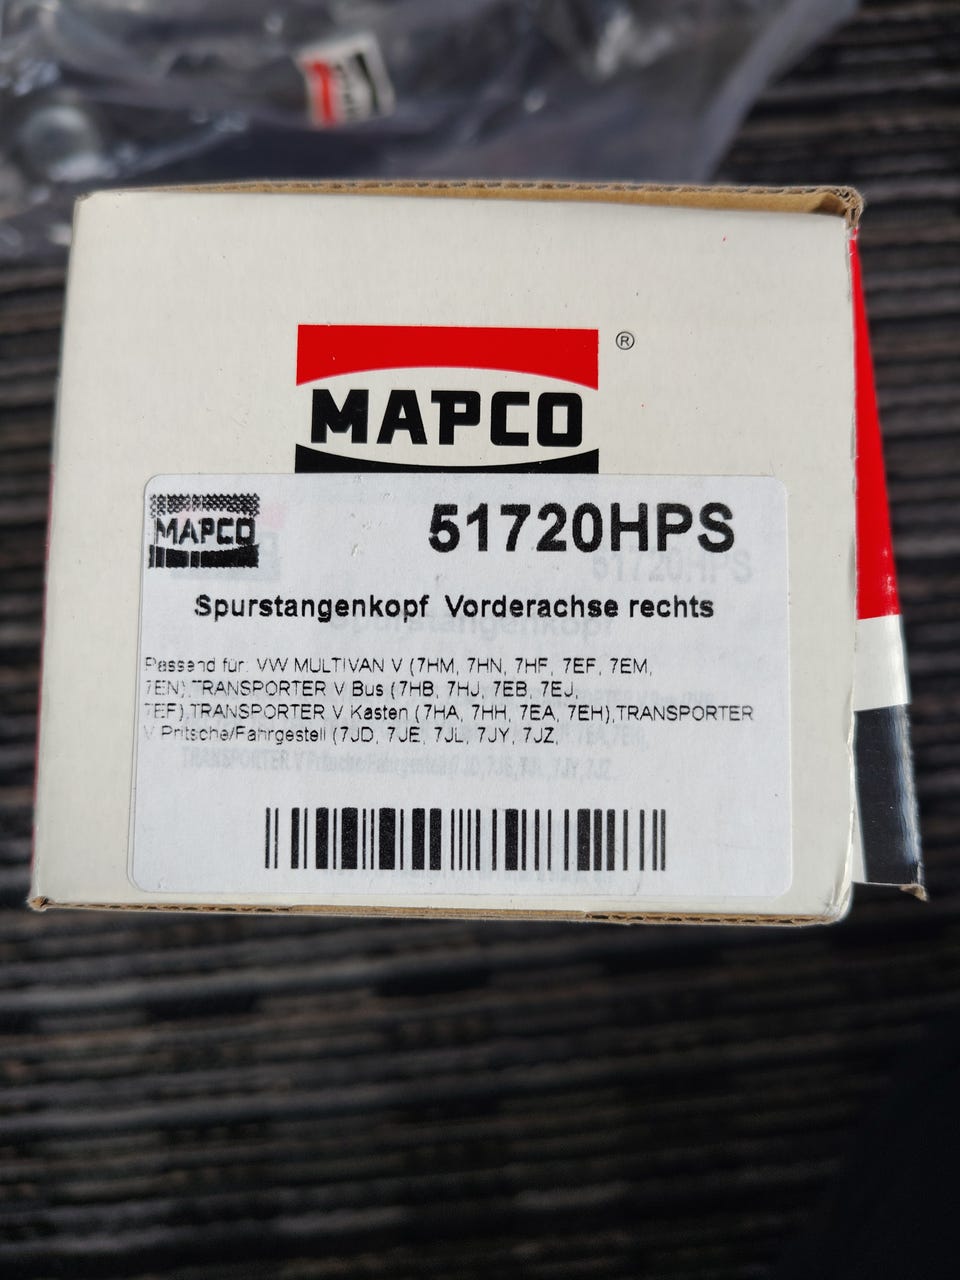 MAPCO ®
MAPCO
51720HPS
Spurstangenkopf Vorderachse rechts
Passend für: VW MULTIVAN V (7HM, 7HN, 7HF, 7EF, 7EM,
7EN),TRANSPORTER V Bus (7HB, 7HJ, 7EB, 7EJ,
7EF),TRANSPORTER V Kasten (7HA, 7HH, 7EA, 7EH),TRANSPORTER
V Pritsche/Fahrgestell (7JD, 7JE, 7JL, 7JY, 7JZ,